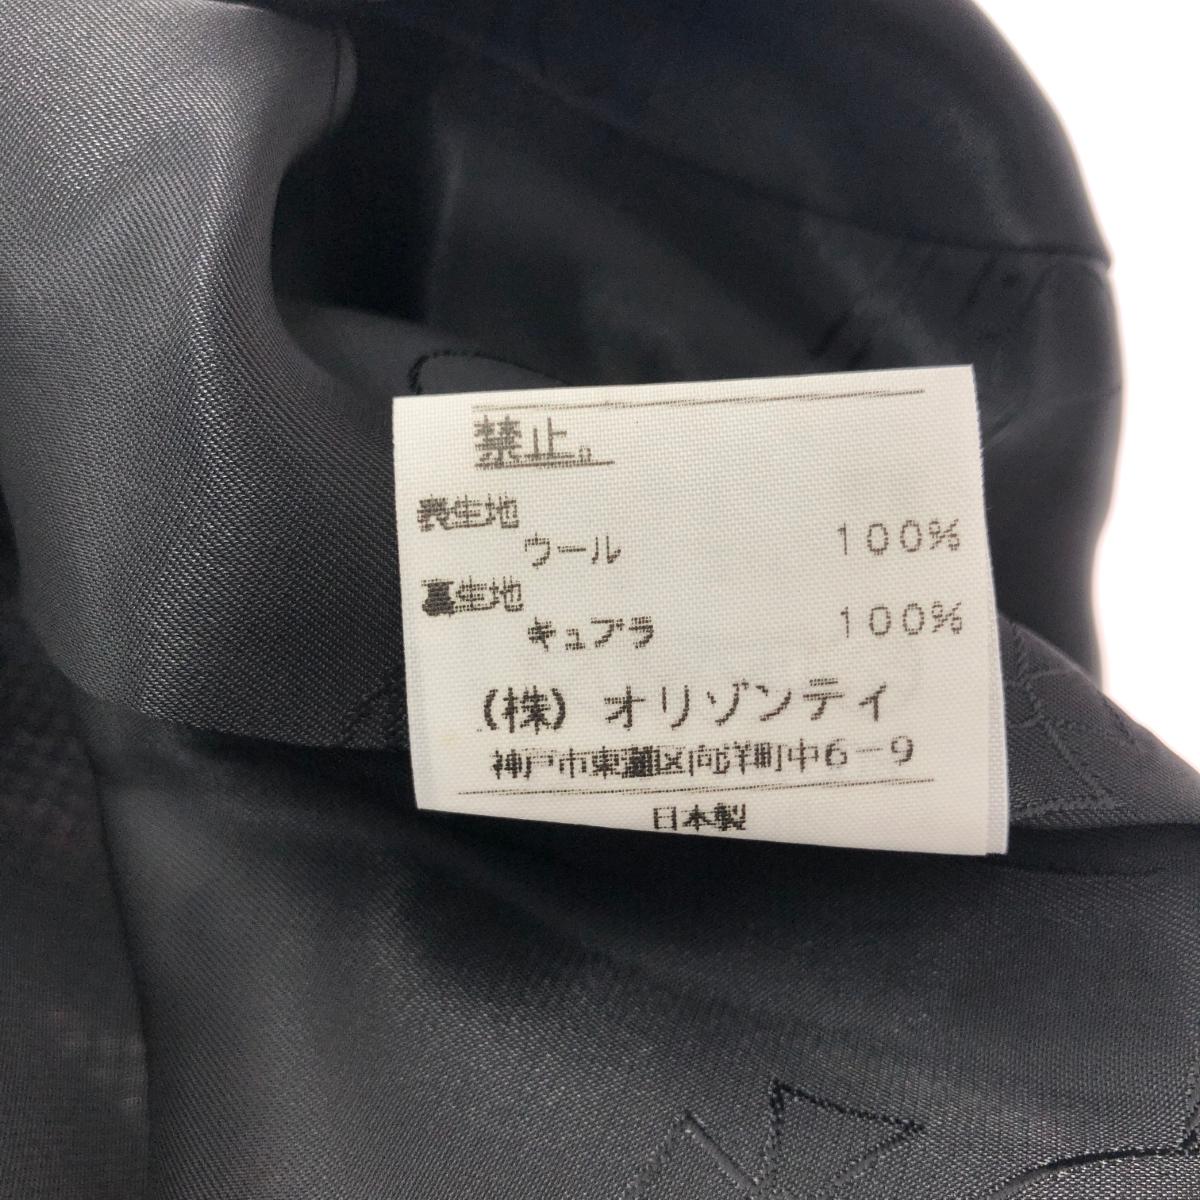 禁止。
表生地
ウール 100%
裏生地
キュプラ 100%
(株)オリゾンティ
神戸市東灘区向洋町中6-9
日本製